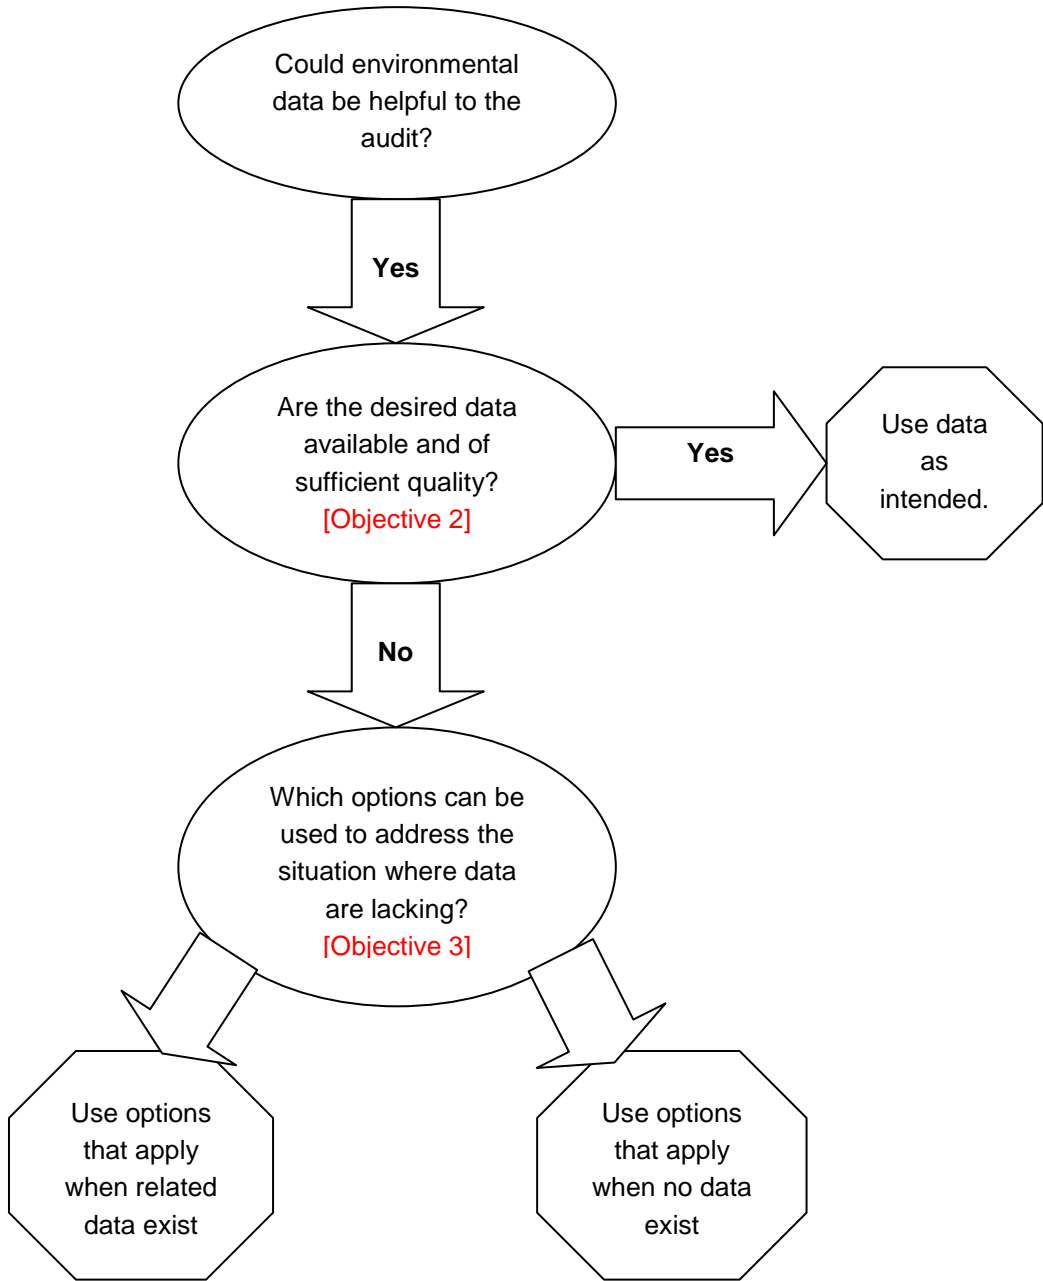 Could environmental
data be helpful to the
audit?
Yes
Are the desired data
available and of
sufficient quality?
[Objective 2]
Yes
Use data
as
intended.
No
Which options can be
used to address the
situation where data
are lacking?
[Objective 3]
Use options
that apply
when related
data exist
Use options
that apply
when no data
exist